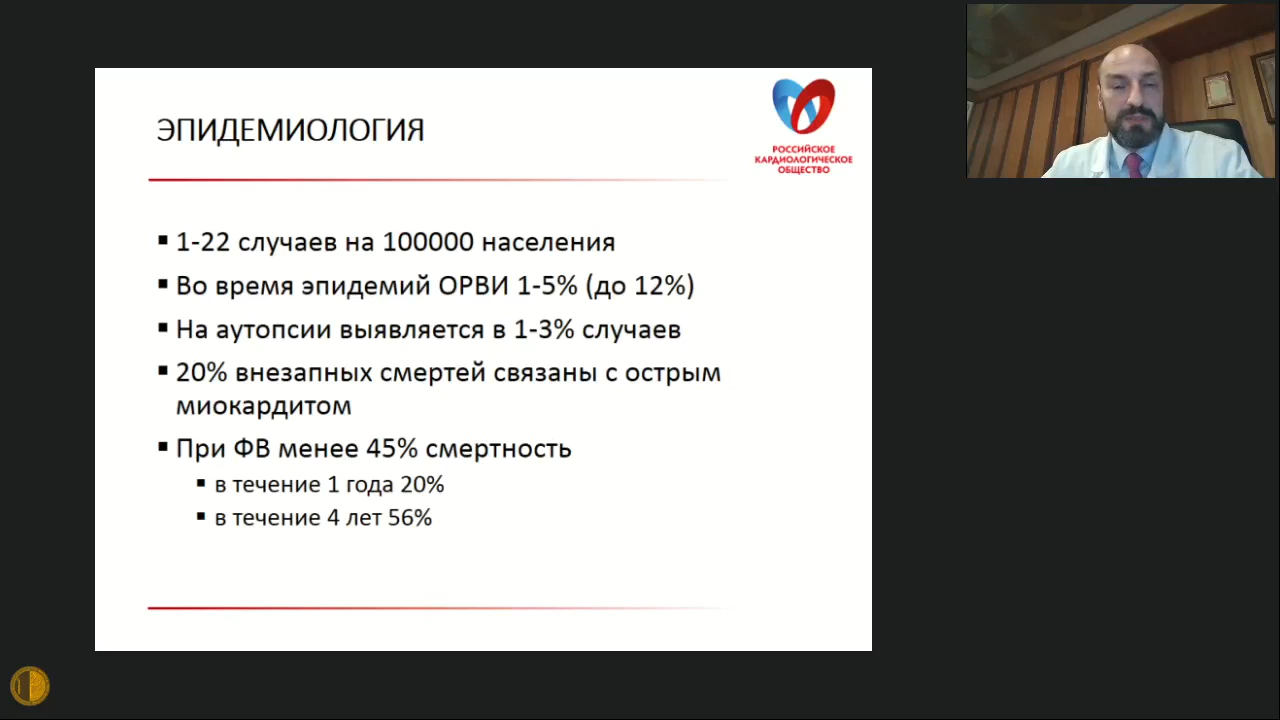 ЭПИДЕМИОЛОГИЯ
РОССИЙСКОЕ
КАРДИОЛОГИЧЕСКОЕ
ОБЩЕСТВО
▪ 1-22 случаев на 100000 населения
▪ Во время эпидемий ОРВИ 1-5% (до 12%)
▪ На аутопсии выявляется в 1-3% случаев
▪ 20% внезапных смертей связаны с острым
миокардитом
▪ При ФВ менее 45% смертность
▪ в течение 1 года 20%
▪ в течение 4 лет 56%